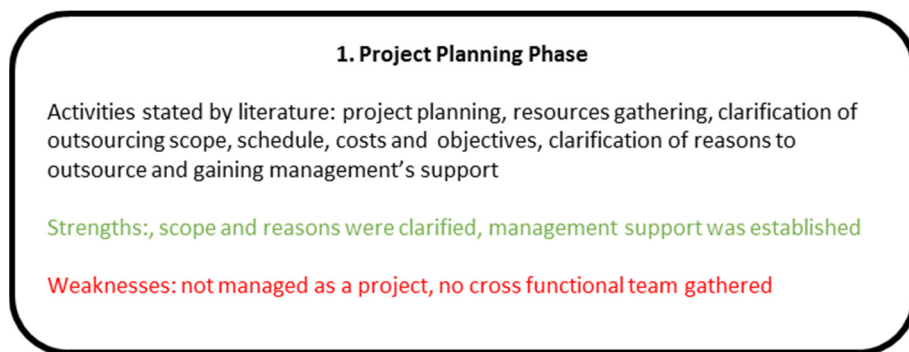 1. Project Planning Phase
Activities stated by literature: project planning, resources gathering, clarification of
outsourcing scope, schedule, costs and objectives, clarification of reasons to
outsource and gaining management's support
Strengths:, scope and reasons were clarified, management support was established
Weaknesses: not managed as a project, no cross functional team gathered